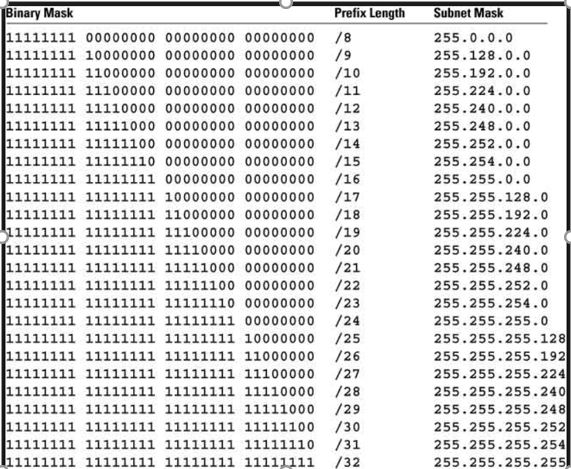 Binary Mask Prefix Length Subnet Mask
11111111 00000000 00000000 00000000 /8 255.0.0.0
11111111 10000000 00000000 00000000 /9 255.128.0.0
11111111 11000000 00000000 00000000 /10 255.192.0.0
11111111 11100000 00000000 00000000 /11 255.224.0.0
11111111 11110000 00000000 00000000 /12 255.240.0.0
11111111 11111000 00000000 00000000 /13 255.248.0.0
11111111 11111100 00000000 00000000 /14 255.252.0.0
11111111 11111110 00000000 00000000 /15 255.254.0.0
11111111 11111111 00000000 00000000 /16 255.255.0.0
11111111 11111111 10000000 00000000 /17 255.255.128.0
11111111 11111111 11000000 00000000 /18 255.255.192.0
11111111 11111111 11100000 00000000 /19 255.255.224.0
11111111 11111111 11110000 00000000 /20 255.255.240.0
11111111 11111111 11111000 00000000 /21 255.255.248.0
11111111 11111111 11111100 00000000 /22 255.255.252.0
11111111 11111111 11111110 00000000 /23 255.255.254.0
11111111 11111111 11111111 00000000 /24 255.255.255.0
11111111 11111111 11111111 10000000 /25 255.255.255.128
11111111 11111111 11111111 11000000 /26 255.255.255.192
11111111 11111111 11111111 11100000 /27 255.255.255.224
11111111 11111111 11111111 11110000 /28 255.255.255.240
11111111 11111111 11111111 11111000 /29 255.255.255.248
11111111 11111111 11111111 11111100 /30 255.255.255.252
11111111 11111111 11111111 11111110 /31 255.255.255.254
11111111 11111111 11111111 11111111 /32 255.255.255.255